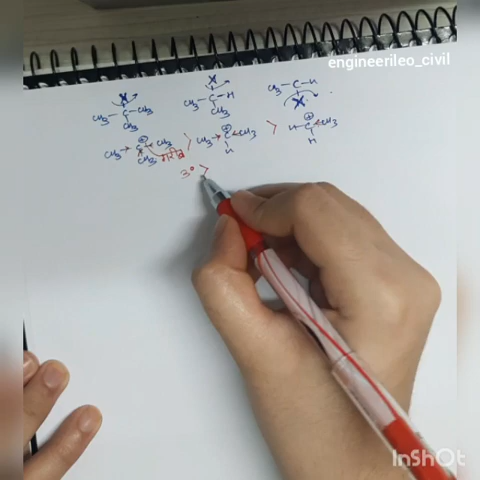 engineerileo_civil
X X CH₃-C-H
CH₃-C-CH₃ CH₃-C-H X
CH₃ CH₃
CH₃→C⊕←CH₃ > CH₃→C⊕←CH₃ > H-C⊕←CH₃
CH₃ H H
3° >
InShOt